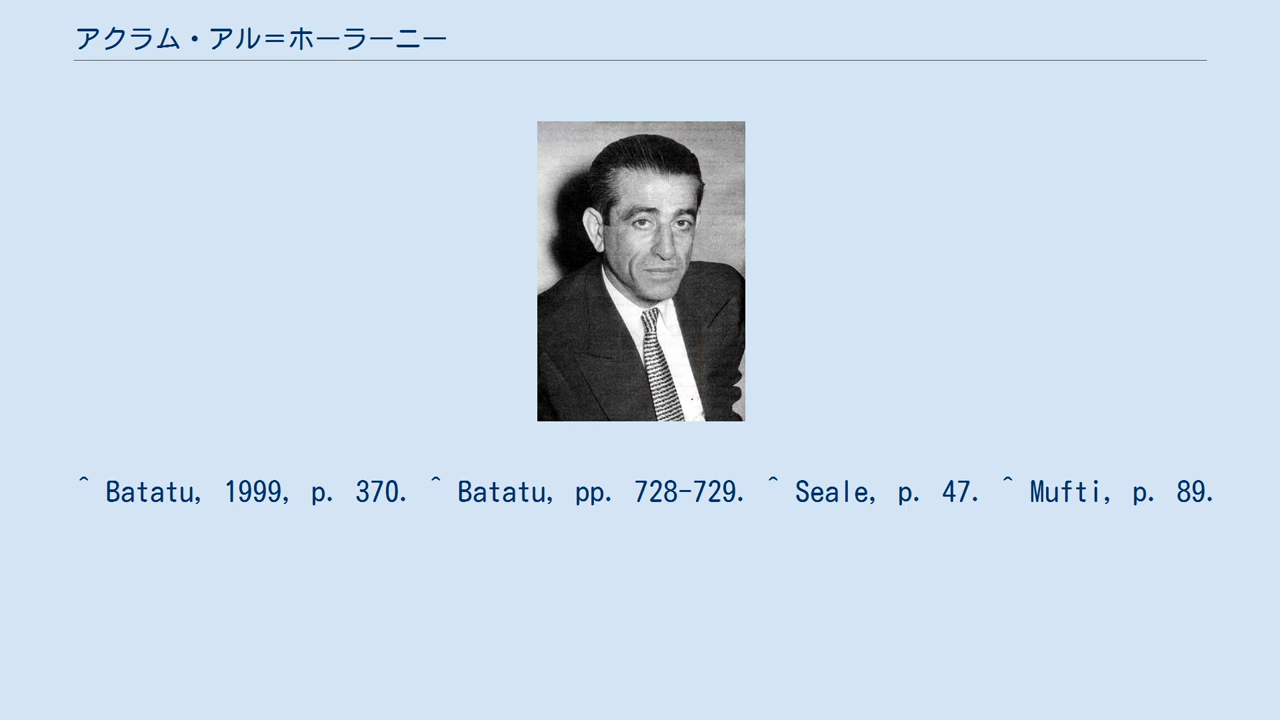 アクラム・アル＝ホーラーニー
^ Batatu, 1999, p. 370. ^ Batatu, pp. 728-729. ^ Seale, p. 47. ^ Mufti, p. 89.